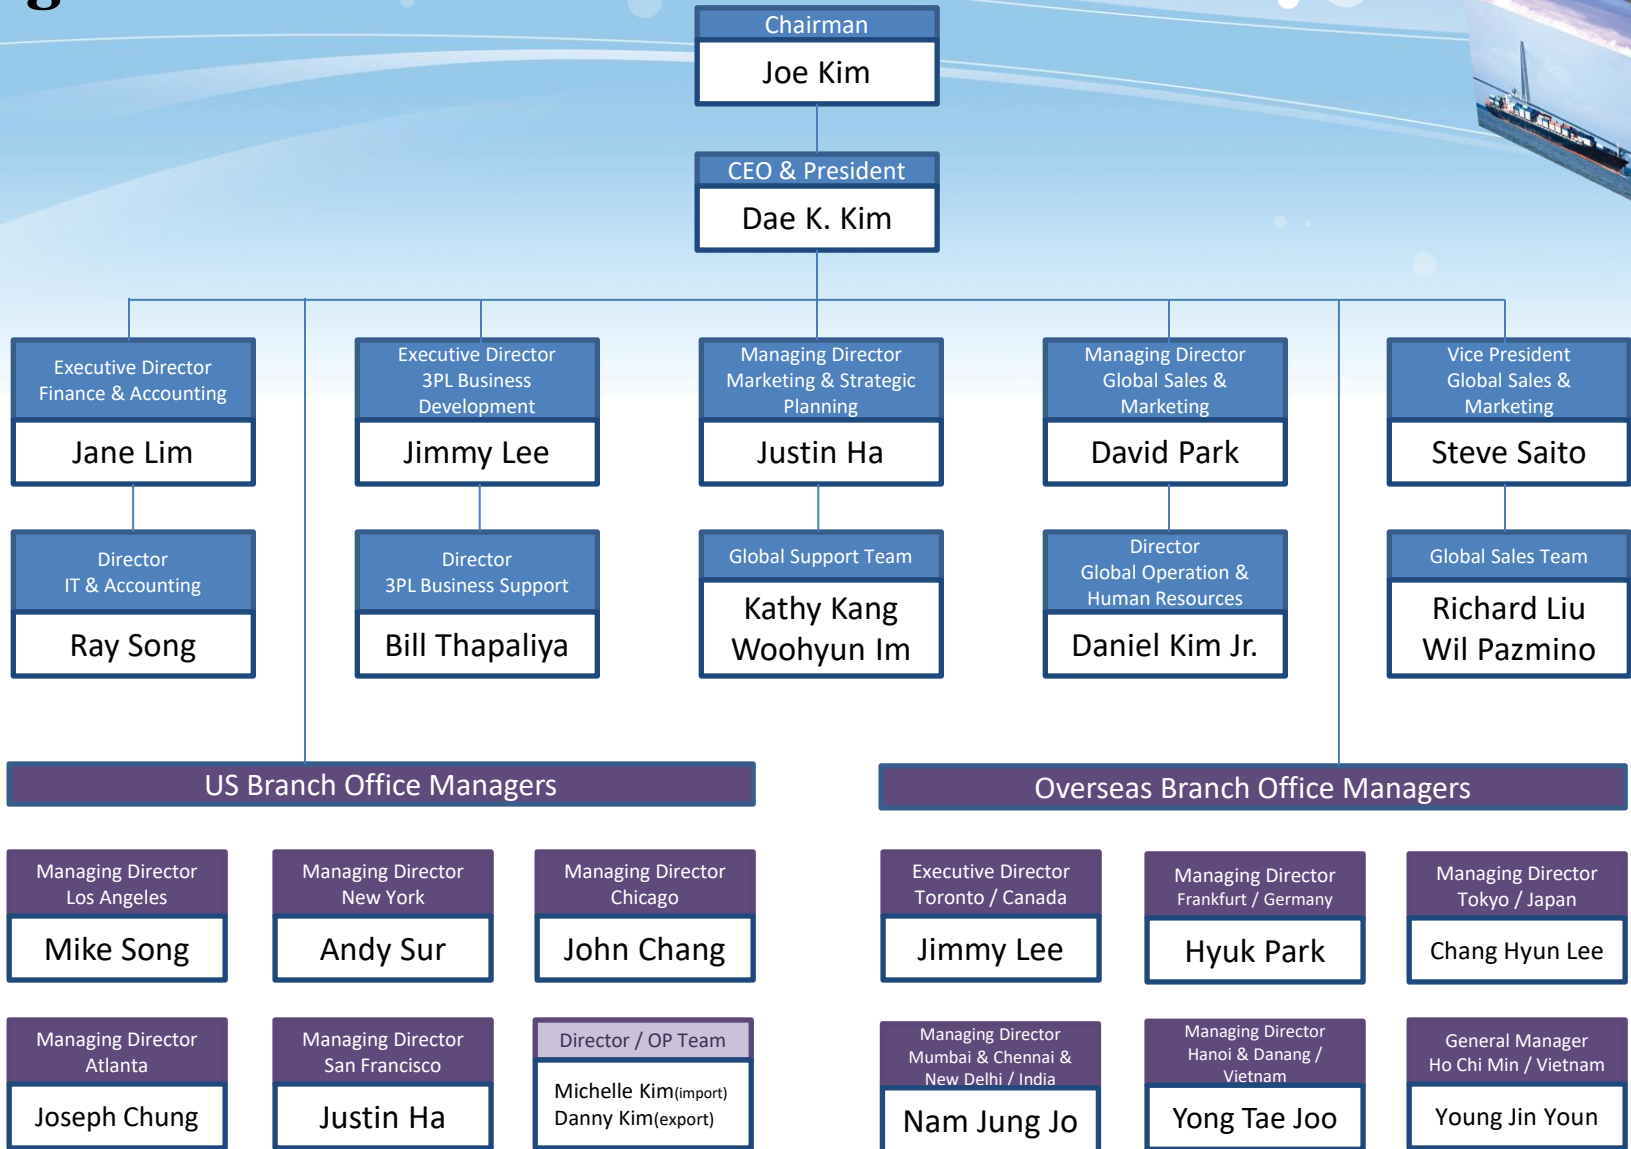 g
Chairman
Joe Kim
CEO & President
Dae K. Kim
Executive Director
Finance & Accounting
Jane Lim
Executive Director
3PL Business
Development
Jimmy Lee
Managing Director
Marketing & Strategic
Planning
Justin Ha
Managing Director
Global Sales &
Marketing
David Park
Vice President
Global Sales &
Marketing
Steve Saito
Director
IT & Accounting
Ray Song
Director
3PL Business Support
Bill Thapaliya
Global Support Team
Kathy Kang
Woohyun Im
Director
Global Operation &
Human Resources
Daniel Kim Jr.
Global Sales Team
Richard Liu
Wil Pazmino
US Branch Office Managers
Managing Director
Los Angeles
Mike Song
Managing Director
New York
Andy Sur
Managing Director
Chicago
John Chang
Managing Director
Atlanta
Joseph Chung
Managing Director
San Francisco
Justin Ha
Director / OP Team
Michelle Kim(import)
Danny Kim(export)
Overseas Branch Office Managers
Executive Director
Toronto / Canada
Jimmy Lee
Managing Director
Frankfurt / Germany
Hyuk Park
Managing Director
Tokyo / Japan
Chang Hyun Lee
Managing Director
Mumbai & Chennai &
New Delhi / India
Nam Jung Jo
Managing Director
Hanoi & Danang /
Vietnam
Yong Tae Joo
General Manager
Ho Chi Min / Vietnam
Young Jin Youn